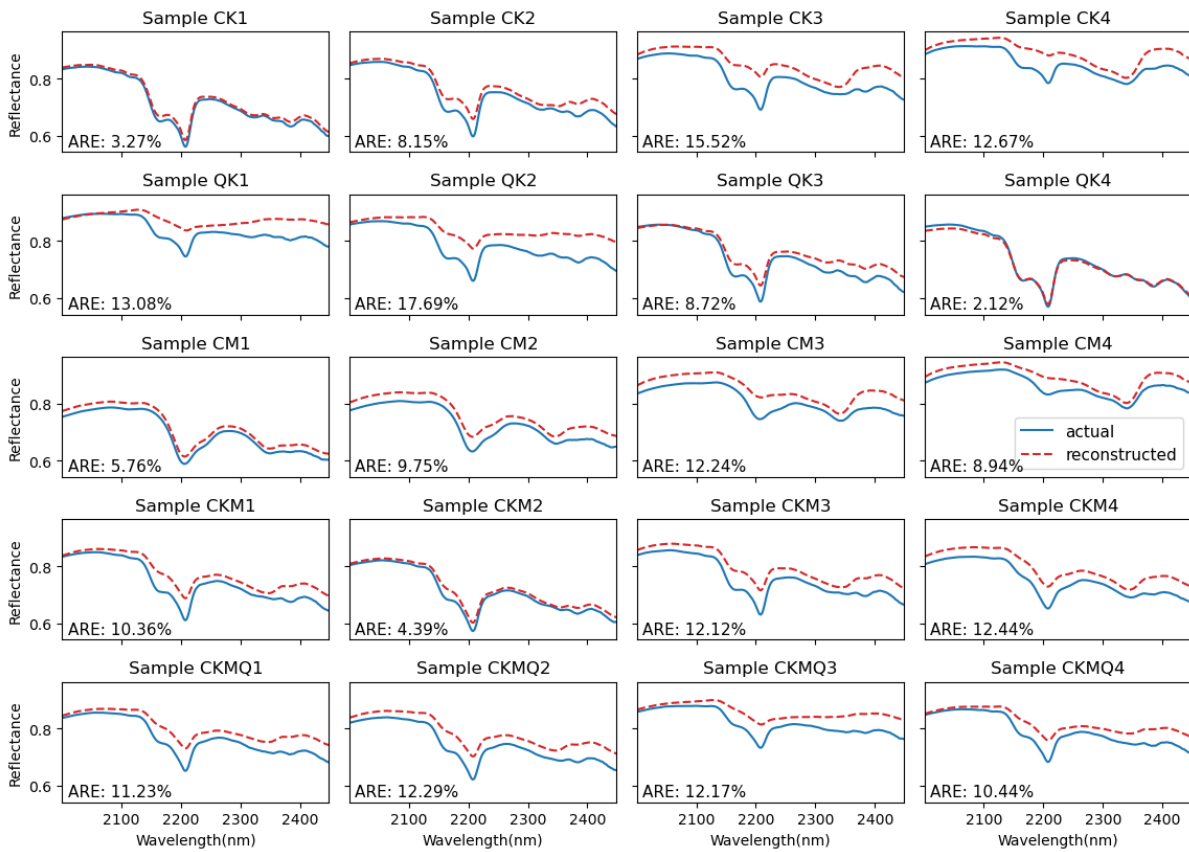 Sample CK1 Sample CK2 Sample CK3 Sample CK4
Reflectance
0.8
0.6
ARE: 3.27% ARE: 8.15% ARE: 15.52% ARE: 12.67%
Sample QK1 Sample QK2 Sample QK3 Sample QK4
Reflectance
0.8
0.6
ARE: 13.08% ARE: 17.69% ARE: 8.72% ARE: 2.12%
Sample CM1 Sample CM2 Sample CM3 Sample CM4
Reflectance
0.8
0.6
actual
reconstructed
ARE: 5.76% ARE: 9.75% ARE: 12.24% ARE: 8.94%
Sample CKM1 Sample CKM2 Sample CKM3 Sample CKM4
Reflectance
0.8
0.6
ARE: 10.36% ARE: 4.39% ARE: 12.12% ARE: 12.44%
Sample CKMQ1 Sample CKMQ2 Sample CKMQ3 Sample CKMQ4
Reflectance
0.8
0.6
ARE: 11.23% ARE: 12.29% ARE: 12.17% ARE: 10.44%
2100 2200 2300 2400 2100 2200 2300 2400 2100 2200 2300 2400 2100 2200 2300 2400
Wavelength(nm) Wavelength(nm) Wavelength(nm) Wavelength(nm)